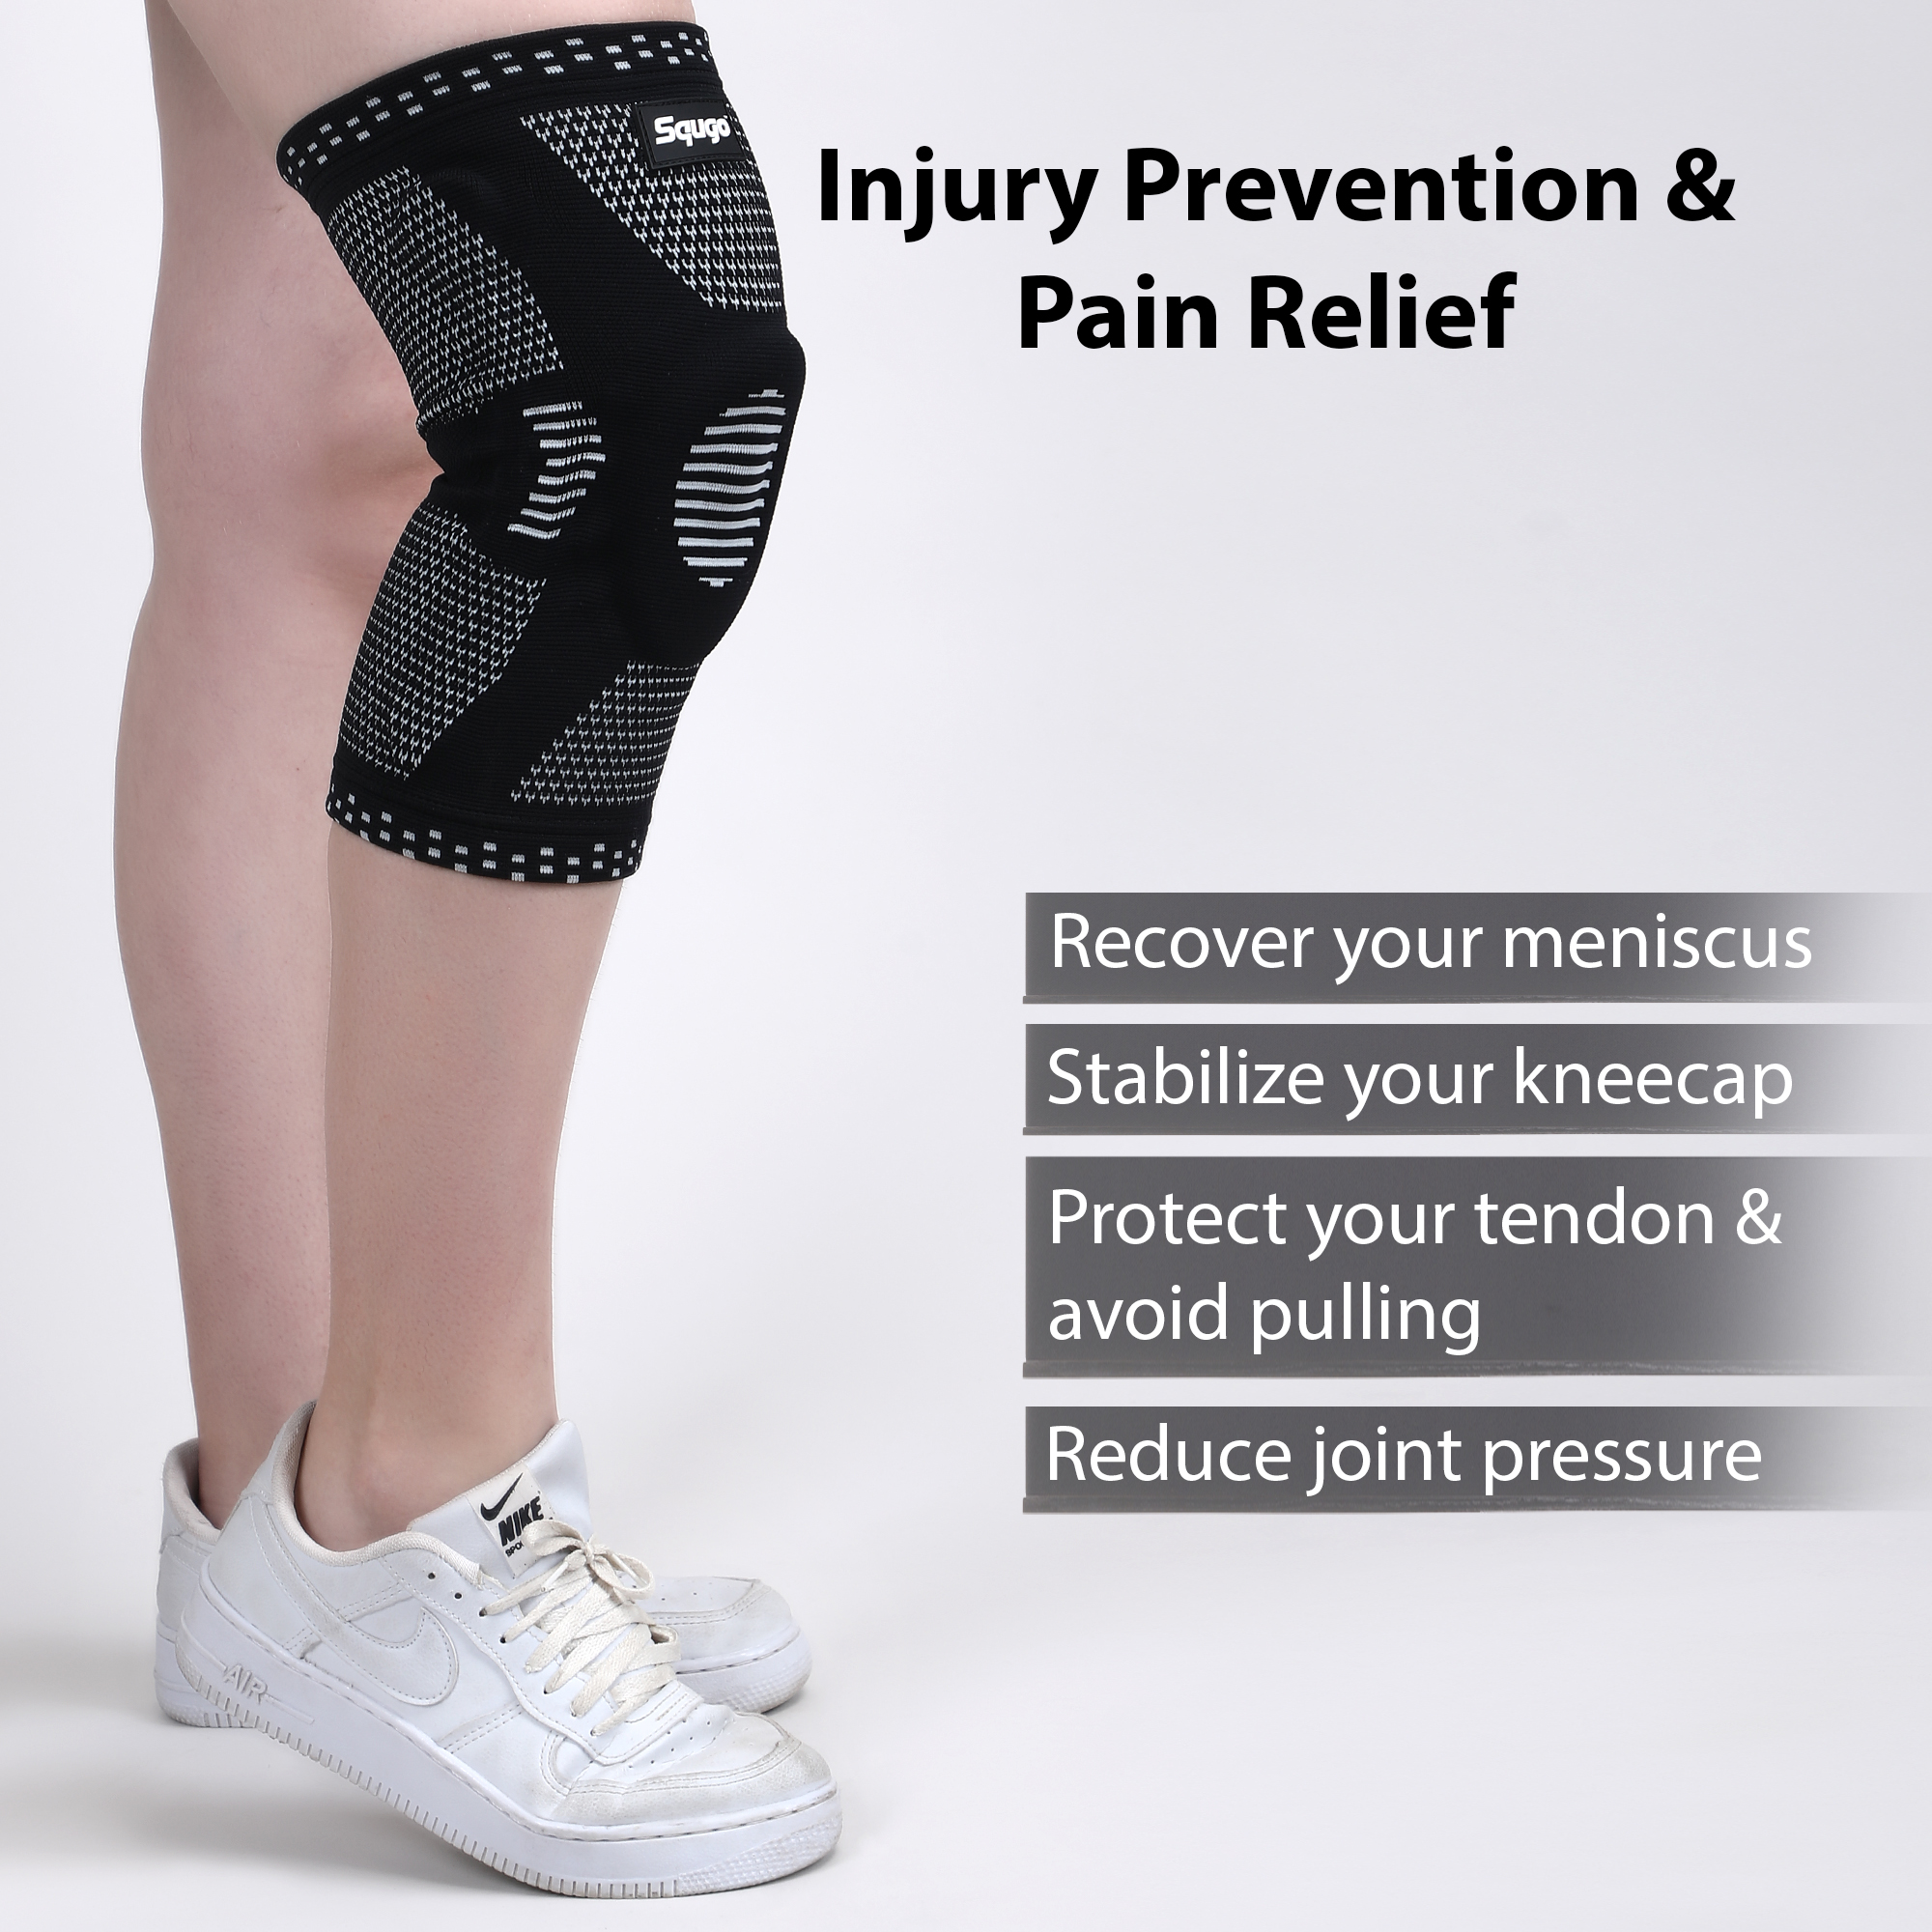 Squgo
Injury Prevention &
Pain Relief
Recover your meniscus
Stabilize your kneecap
Protect your tendon &
avoid pulling
Reduce joint pressure
NIKE
AIR